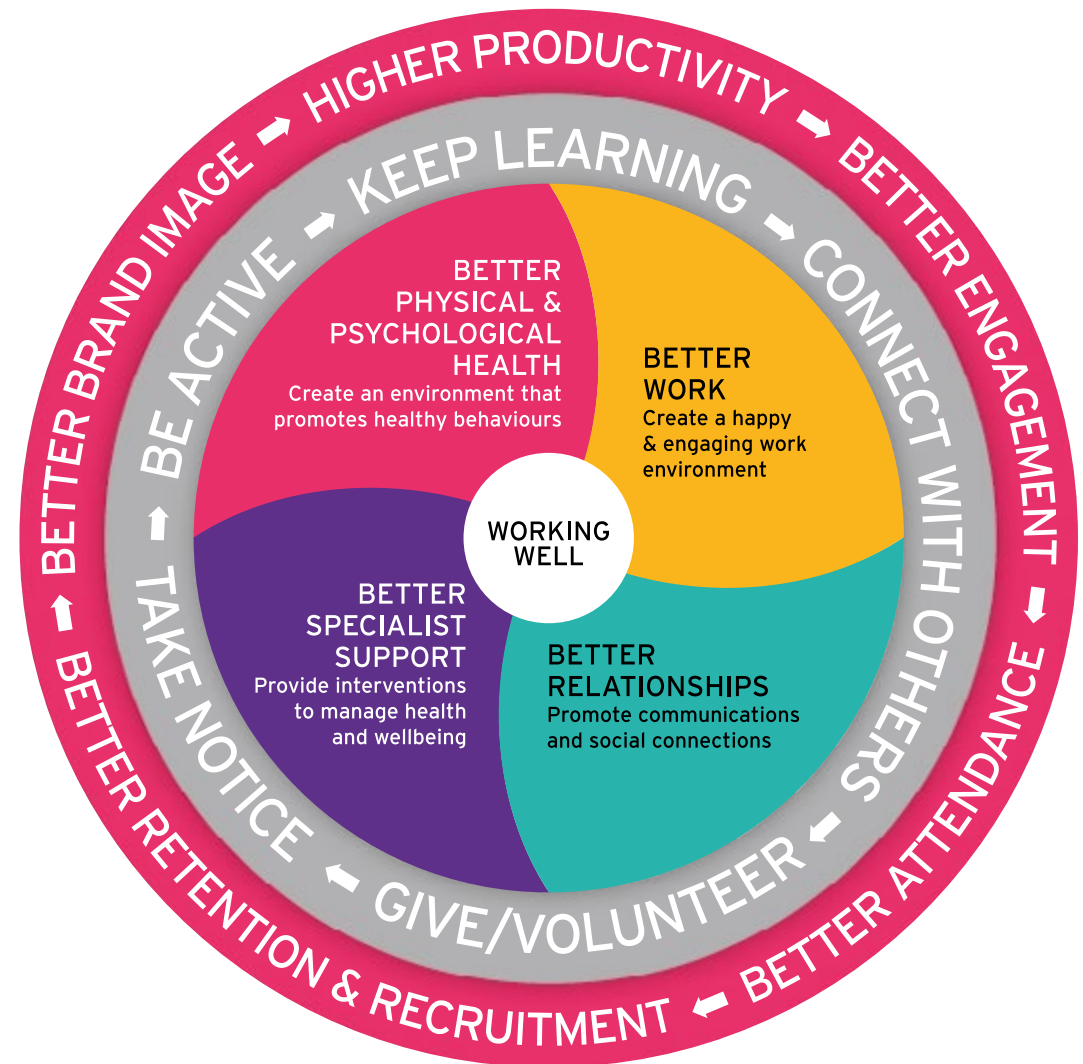 HIGHER PRODUCTIVITY
BETTER ENGAGEMENT
BETTER ATTENDANCE
BETTER RETENTION & RECRUITMENT
BETTER BRAND IMAGE
KEEP LEARNING
CONNECT WITH OTHERS
GIVE/VOLUNTEER
TAKE NOTICE
BE ACTIVE
BETTER
PHYSICAL &
PSYCHOLOGICAL
HEALTH
Create an environment that
promotes healthy behaviours
BETTER
WORK
Create a happy
& engaging work
environment
WORKING
WELL
BETTER
SPECIALIST
SUPPORT
Provide interventions
to manage health
and wellbeing
BETTER
RELATIONSHIPS
Promote communications
and social connections